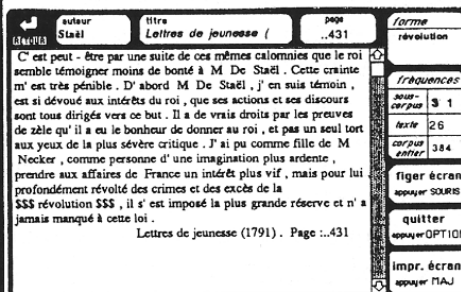 RETOUR
auteur
Staël
titre
Lettres de jeunesse (
page
..431
C' est peut - être par une suite de ces mêmes calomnies que le roi
semble témoigner moins de bonté à M De Staël . Cette crainte
m' est très pénible . D' abord M De Staël , j' en suis témoin ,
est si dévoué aux intérêts du roi , que ses actions et ses discours
sont tous dirigés vers ce but . Il a de vrais droits par les preuves
de zèle qu' il a eu le bonheur de donner au roi , et pas un seul tort
aux yeux de la plus sévère critique . J' ai pu comme fille de M
Necker , comme personne d' une imagination plus ardente ,
prendre aux affaires de France un intérêt plus vif , mais pour lui ,
profondément révolté des crimes et des excès de la
$$$ révolution $$$ , il s' est imposé la plus grande réserve et n' a
jamais manqué à cette loi .
Lettres de jeunesse (1791) . Page :..431
forme
révolution
fréquences
sous-corpus 3 1
texte 26
corpus entier 384
figer écran
appuyer SOURIS
quitter
appuyer OPTIO
impr. écran
appuyer MAJ